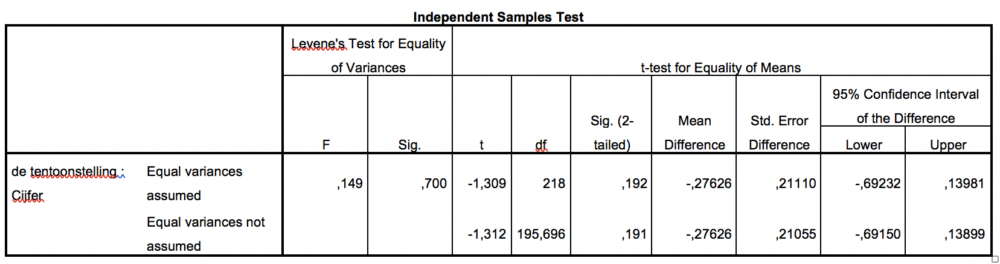 Independent Samples Test
Levene's Test for Equality
of Variances
t-test for Equality of Means
95% Confidence Interval
of the Difference
F
Sig.
t
df
Sig. (2-
tailed)
Mean
Difference
Std. Error
Difference
Lower
Upper
de tentoonstelling :
Cijfer
Equal variances
assumed
,149
,700
-1,309
218
,192
-,27626
,21110
-,69232
,13981
Equal variances not
assumed
-1,312
195,696
,191
-,27626
,21055
-,69150
,13899